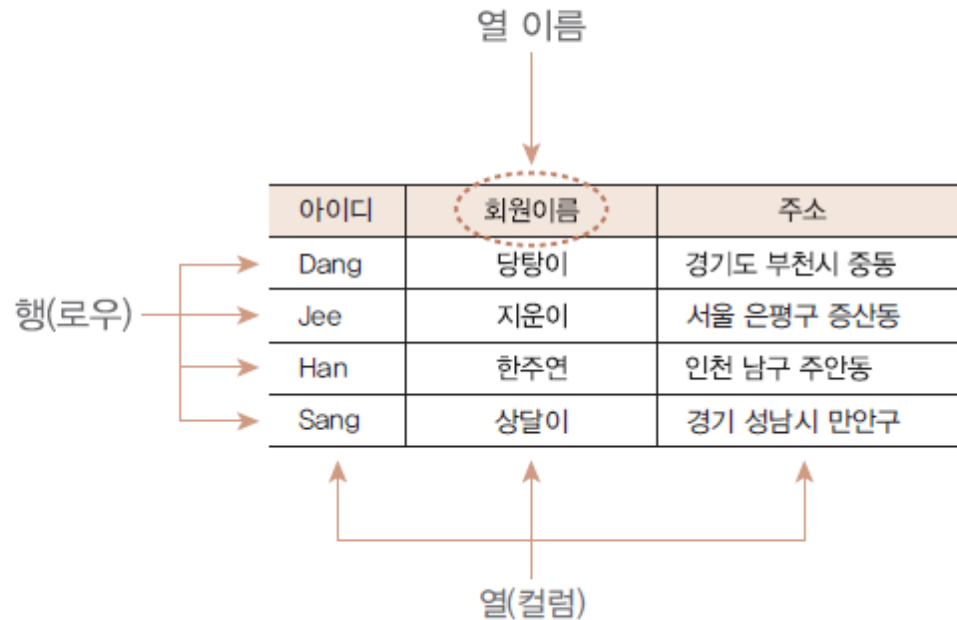 열 이름
아이디 회원이름 주소
Dang 당탕이 경기도 부천시 중동
행(로우)
Jee 지운이 서울 은평구 증산동
Han 한주연 인천 남구 주안동
Sang 상달이 경기 성남시 만안구
열(컬럼)